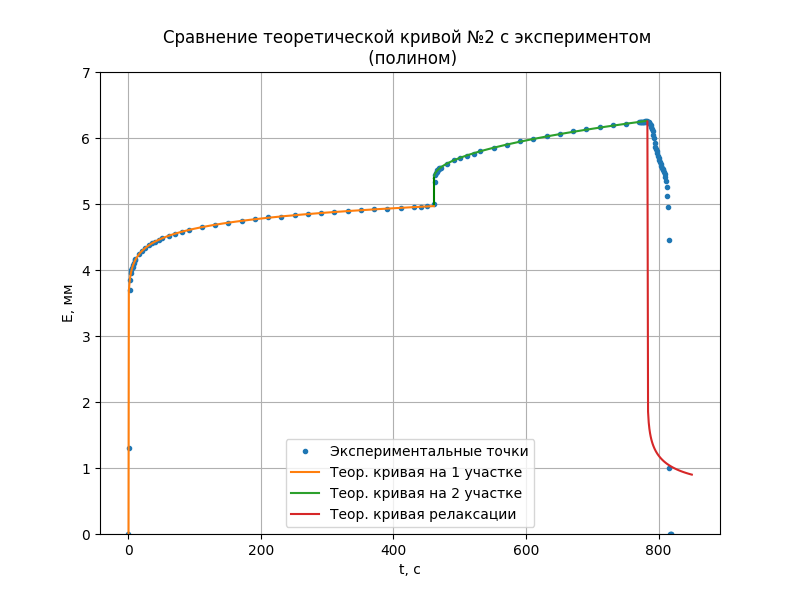 Сравнение теоретической кривой №2 с экспериментом
(полином)
7
6
5
4
3
2
1
0
E, мм
Экспериментальные точки
Теор. кривая на 1 участке
Теор. кривая на 2 участке
Теор. кривая релаксации
0 200 400 600 800
t, с